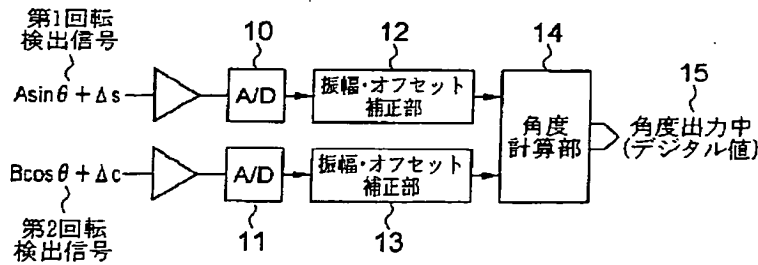 第1回転
検出信号
Asinθ+Δs
10
A/D
12
振幅・オフセット
補正部
14
角度
計算部
15
角度出力中
(デジタル値)
Bcosθ+Δc
第2回転
検出信号
A/D
11
振幅・オフセット
補正部
13